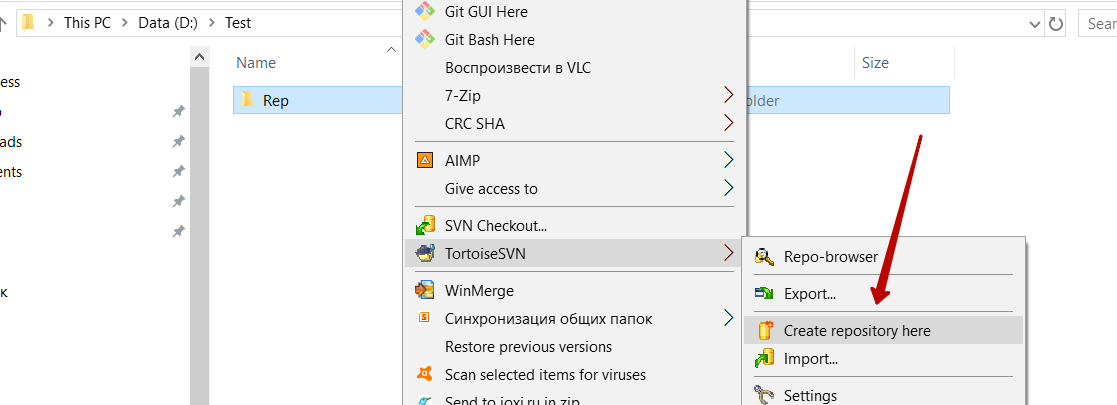 This PC > Data (D:) > Test
Sear
Name
Size
ess
ads
ents
к
Rep
older
Git GUI Here
Git Bash Here
Воспроизвести в VLC
7-Zip
CRC SHA
AIMP
Give access to
SVN Checkout...
TortoiseSVN
WinMerge
Синхронизация общих папок
Restore previous versions
Scan selected items for viruses
Send to joxi.ru in zip
Repo-browser
Export...
Create repository here
Import...
Settings